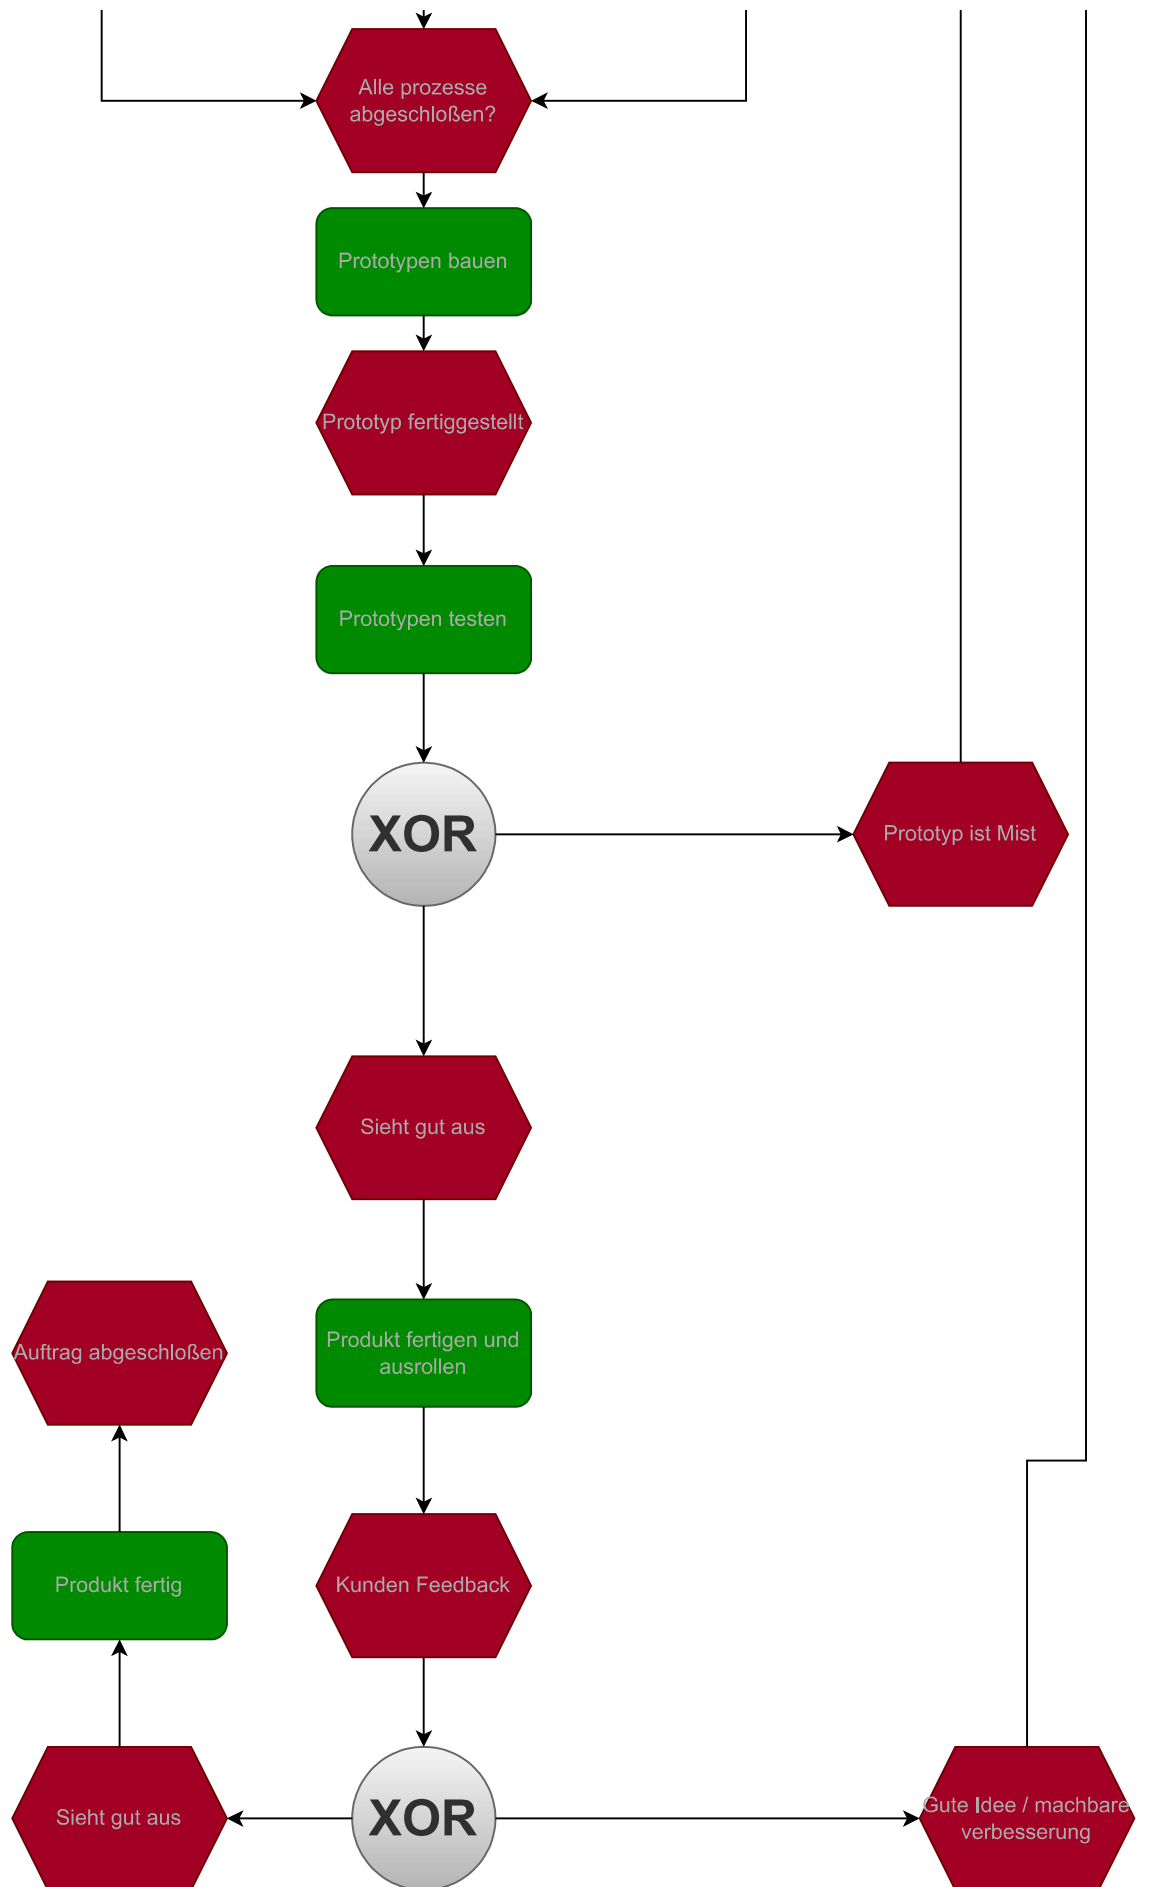 Alle prozesse
abgeschloßen?
Prototypen bauen
Prototyp fertiggestellt
Prototypen testen
XOR
Prototyp ist Mist
Sieht gut aus
Auftrag abgeschloßen
Produkt fertigen und
ausrollen
Produkt fertig
Kunden Feedback
Sieht gut aus
XOR
Gute Idee / machbare
verbesserung